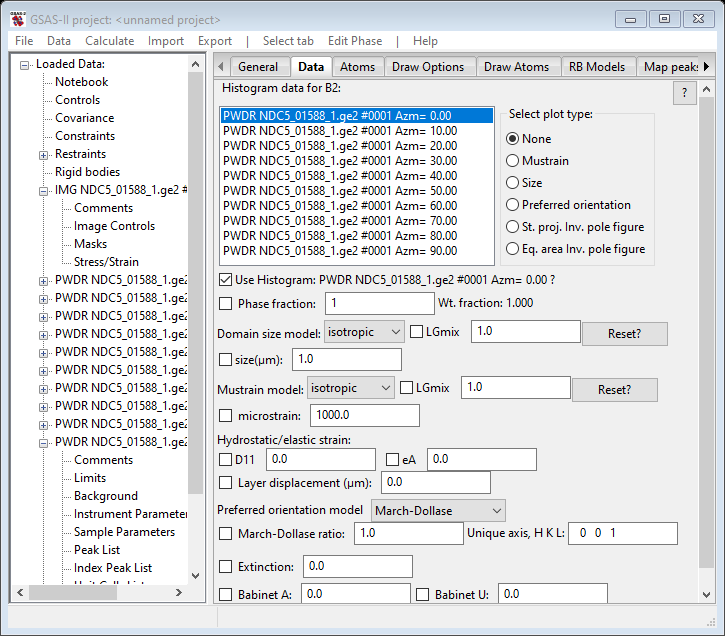 GSAS-II project: <unnamed project>
File Data Calculate Import Export | Select tab Edit Phase | Help
Loaded Data:
Notebook
Controls
Covariance
Constraints
Restraints
Rigid bodies
IMG NDC5_01588_1.ge2 #
Comments
Image Controls
Masks
Stress/Strain
PWDR NDC5_01588_1.ge2
PWDR NDC5_01588_1.ge2
PWDR NDC5_01588_1.ge2
PWDR NDC5_01588_1.ge2
PWDR NDC5_01588_1.ge2
PWDR NDC5_01588_1.ge2
PWDR NDC5_01588_1.ge2
PWDR NDC5_01588_1.ge2
PWDR NDC5_01588_1.ge2
PWDR NDC5_01588_1.ge2
Comments
Limits
Background
Instrument Parameter
Sample Parameters
Peak List
Index Peak List
General Data Atoms Draw Options Draw Atoms RB Models Map peaks
Histogram data for B2:
?
PWDR NDC5_01588_1.ge2 #0001 Azm= 0.00
PWDR NDC5_01588_1.ge2 #0001 Azm= 10.00
PWDR NDC5_01588_1.ge2 #0001 Azm= 20.00
PWDR NDC5_01588_1.ge2 #0001 Azm= 30.00
PWDR NDC5_01588_1.ge2 #0001 Azm= 40.00
PWDR NDC5_01588_1.ge2 #0001 Azm= 50.00
PWDR NDC5_01588_1.ge2 #0001 Azm= 60.00
PWDR NDC5_01588_1.ge2 #0001 Azm= 70.00
PWDR NDC5_01588_1.ge2 #0001 Azm= 80.00
PWDR NDC5_01588_1.ge2 #0001 Azm= 90.00
Select plot type:
None
Mustrain
Size
Preferred orientation
St. proj. Inv. pole figure
Eq. area Inv. pole figure
Use Histogram: PWDR NDC5_01588_1.ge2 #0001 Azm= 0.00 ?
Phase fraction: 1 Wt. fraction: 1.000
Domain size model: isotropic LGmix 1.0 Reset?
size(μm): 1.0
Mustrain model: isotropic LGmix 1.0 Reset?
microstrain: 1000.0
Hydrostatic/elastic strain:
D11 0.0 eA 0.0
Layer displacement (μm): 0.0
Preferred orientation model March-Dollase
March-Dollase ratio: 1.0 Unique axis, H K L: 0 0 1
Extinction: 0.0
Babinet A: 0.0 Babinet U: 0.0